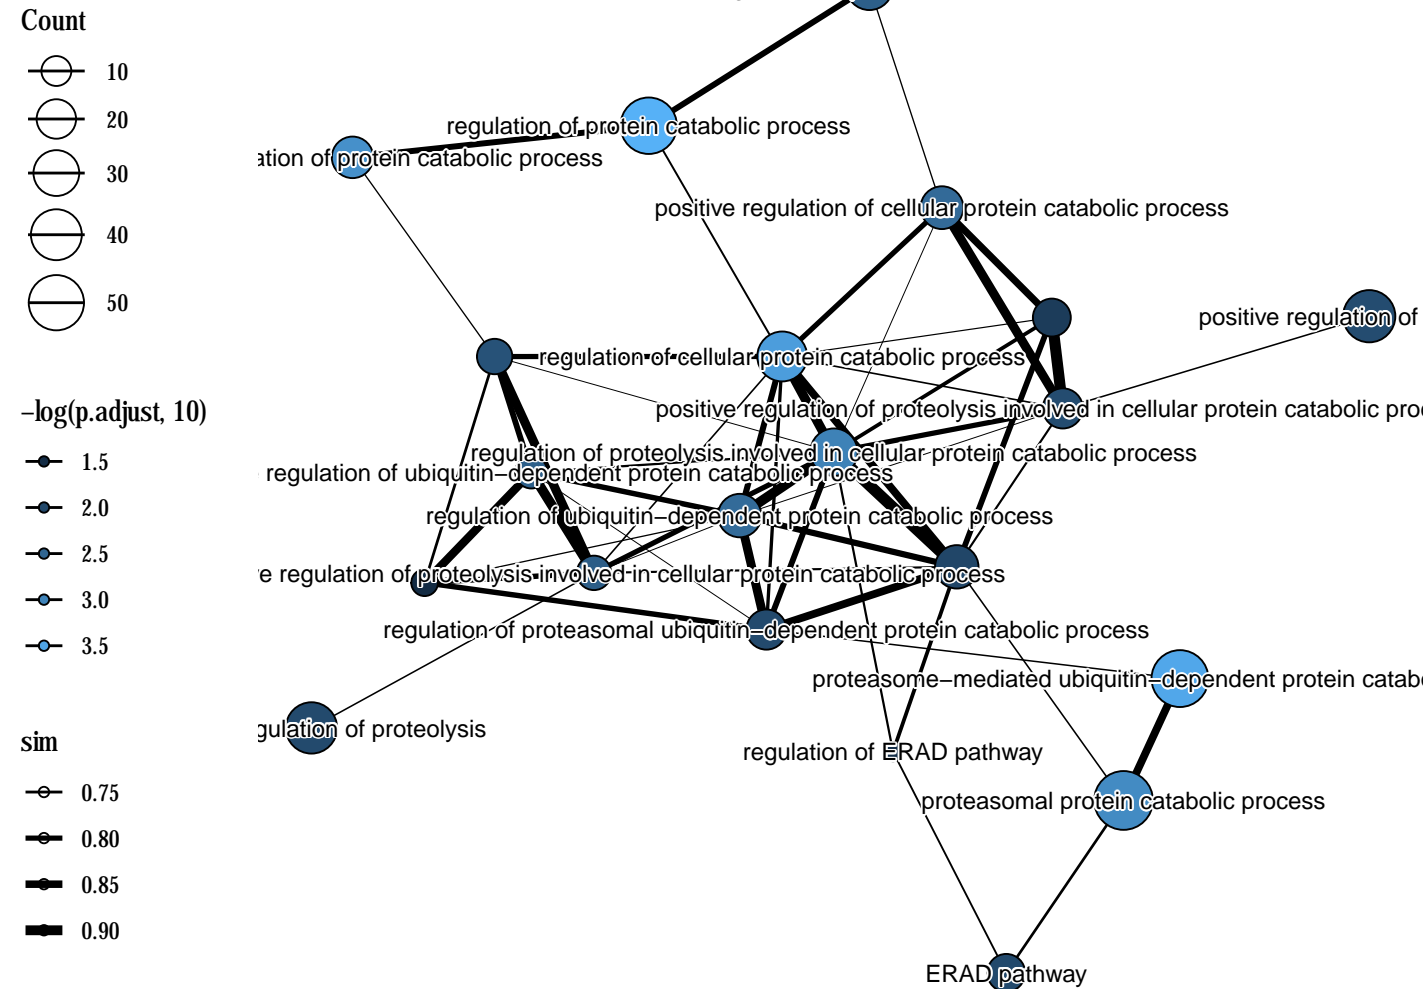 Count
10
20
30
40
50
−log(p.adjust, 10)
1.5
2.0
2.5
3.0
3.5
sim
0.75
0.80
0.85
0.90
regulation of protein catabolic process
ation of protein catabolic process
positive regulation of cellular protein catabolic process
positive regulation of
regulation of cellular protein catabolic process
positive regulation of proteolysis involved in cellular protein catabolic pro
regulation of proteolysis involved in cellular protein catabolic process
regulation of ubiquitin−dependent protein catabolic process
regulation of ubiquitin−dependent protein catabolic process
e regulation of proteolysis involved in cellular protein catabolic process
regulation of proteasomal ubiquitin−dependent protein catabolic process
proteasome−mediated ubiquitin−dependent protein catab
gulation of proteolysis
regulation of ERAD pathway
proteasomal protein catabolic process
ERAD pathway